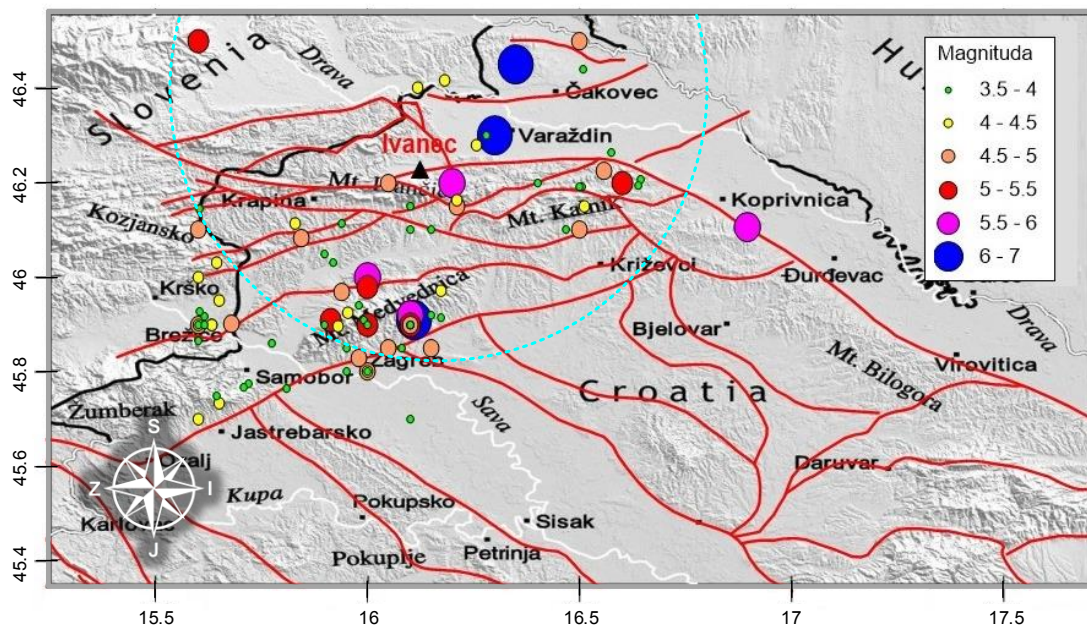 Slovenia
Drava
Hu
Magnituda
3.5 - 4
4 - 4.5
4.5 - 5
5 - 5.5
5.5 - 6
6 - 7
46.4
46.2
46
45.8
45.6
45.4
Čakovec
Varaždin
Ivanec
Krapina
Koprivnica
Kozjansko
Križevci
Đurđevac
Krško
Mt. Medvednica
Brežice
Bjelovar
Drava
Virovitica
Zagreb
Samobor
Croatia
Mt. Bilogora
Žumberak
Sava
S
Jastrebarsko
Daruvar
Z
I
Kupa
Pokupsko
Sisak
J
Petrinja
Pokuplje
15.5
16
16.5
17
17.5